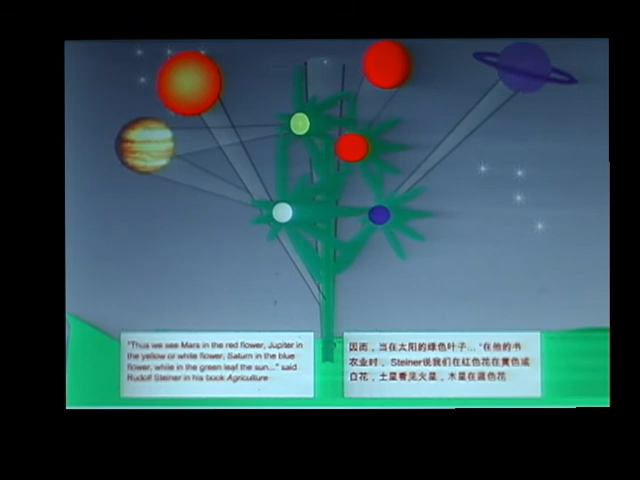 "Thus we see Mars in the red flower, Jupiter in
the yellow or white flower, Saturn in the blue
flower, while in the green leaf the sun..." said
Rudolf Steiner in his book Agriculture
因而，当在太阳的绿色叶子... "在他的书
农业时， Steiner说我们在红色花在黄色或
白花，土星看见火星，木星在蓝色花